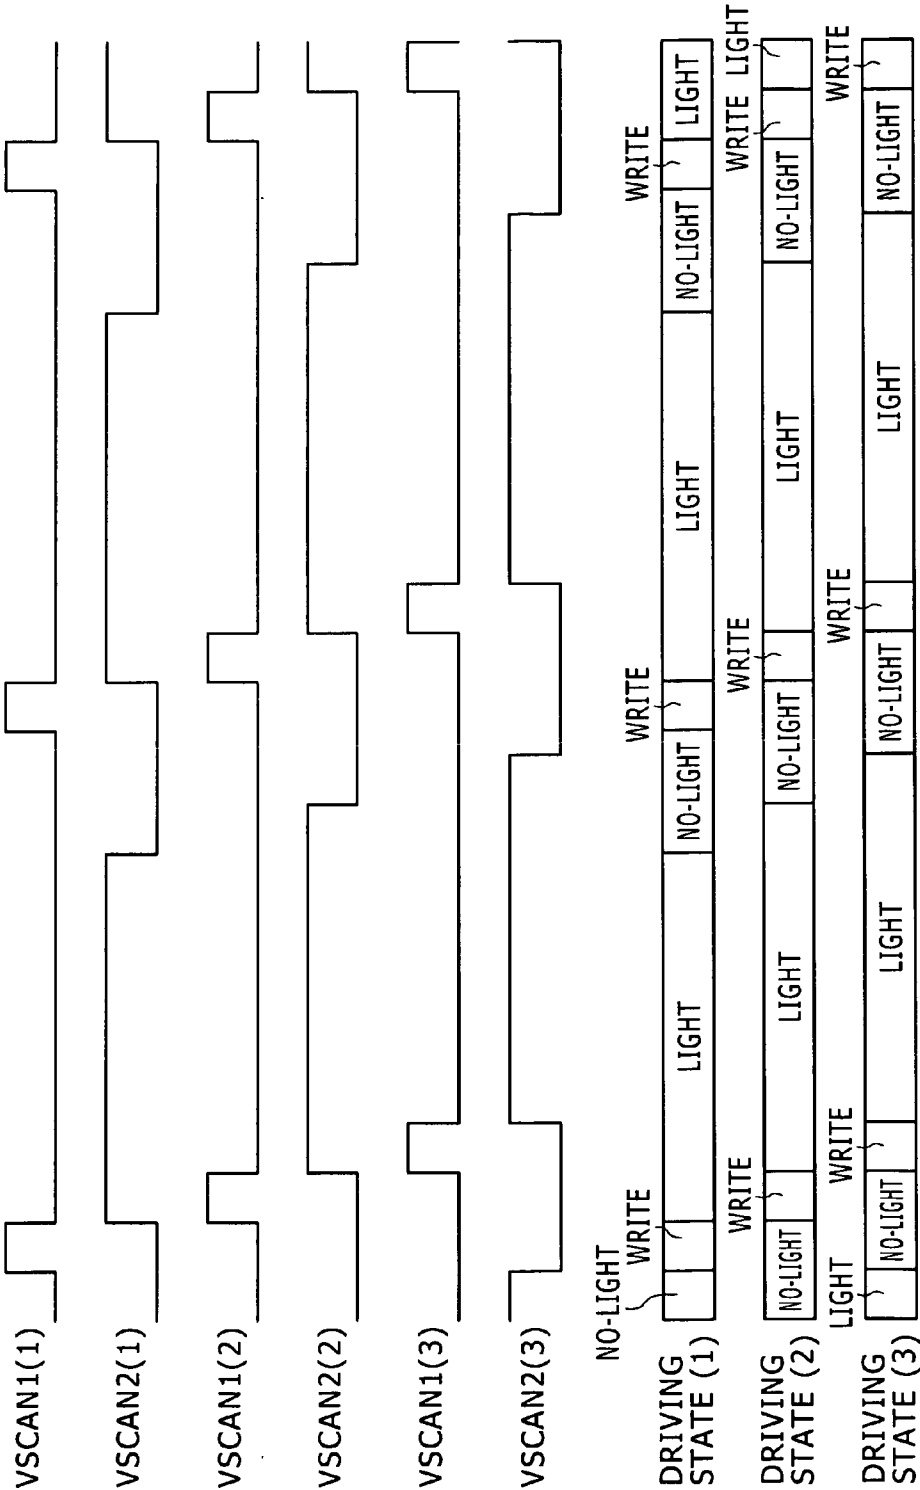 VSCAN1(1)
VSCAN2(1)
VSCAN1(2)
VSCAN2(2)
VSCAN1(3)
VSCAN2(3)
NO-LIGHT
WRITE
WRITE
WRITE
DRIVING
STATE (1)
LIGHT
NO-LIGHT
LIGHT
NO-LIGHT
LIGHT
WRITE
WRITE
WRITE
LIGHT
DRIVING
STATE (2)
NO-LIGHT
LIGHT
NO-LIGHT
LIGHT
NO-LIGHT
LIGHT
WRITE
WRITE
WRITE
DRIVING
STATE (3)
NO-LIGHT
LIGHT
NO-LIGHT
LIGHT
NO-LIGHT